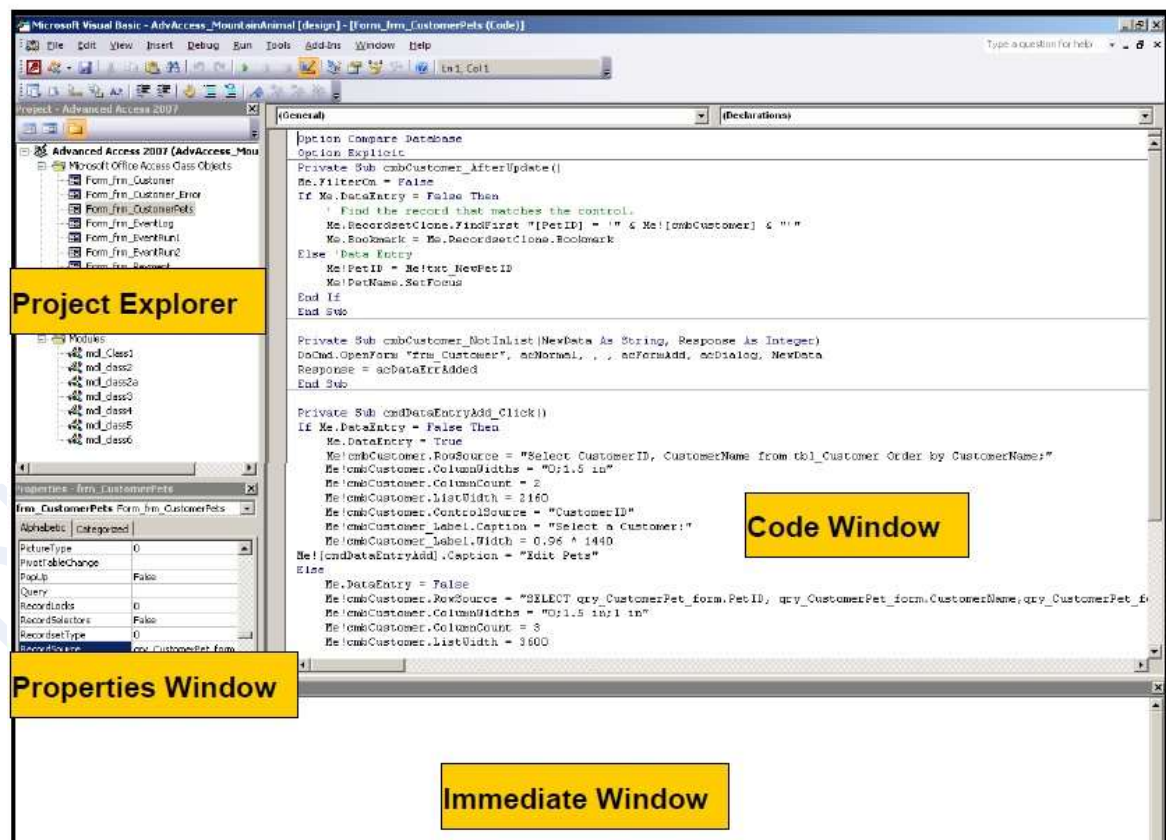 Microsoft Visual Basic - AdvAccess_MountainAnimal [design] - [Form_frm_CustomerPets (Code)]
File Edit View Insert Debug Run Tools Add-Ins Window Help
Type a question for help
Ln 1, Col 1
Project - Advanced Access 2007
Advanced Access 2007 (AdvAccess_Mou
Microsoft Office Access Class Objects
Form_frm_Customer
Form_frm_Customer_Error
Form_frm_CustomerPets
Form_frm_EventLog
Form_frm_EventRun1
Form_frm_EventRun2
Form_frm_Payment
Project Explorer
Modules
mdl_Class1
mdl_class2
mdl_class2a
mdl_class3
mdl_class4
mdl_class5
mdl_class6
Properties - frm_CustomerPets
frm_CustomerPets Form_frm_CustomerPets
Alphabetic Categorized
PictureType 0
PivotTableChange
PopUp False
Query
RecordLocks 0
RecordSelectors False
RecordsetType 0
RecordSource qry_CustomerPet_form
Properties Window
(General) (Declarations)
Option Compare Database
Option Explicit
Private Sub cmbCustomer_AfterUpdate()
Me.FilterOn = False
If Me.DataEntry = False Then
' Find the record that matches the control.
Me.RecordsetClone.FindFirst "[PetID] = '" & Me![cmbCustomer] & "'"
Me.Bookmark = Me.RecordsetClone.Bookmark
Else 'Data Entry
Me!PetID = Me!txt_NewPetID
Me!PetName.SetFocus
End If
End Sub
Private Sub cmbCustomer_NotInList(NewData As String, Response As Integer)
DoCmd.OpenForm "frm_Customer", acNormal, , , acFormAdd, acDialog, NewData
Response = acDataErrAdded
End Sub
Private Sub cmdDataEntryAdd_Click()
If Me.DataEntry = False Then
Me.DataEntry = True
Me!cmbCustomer.RowSource = "Select CustomerID, CustomerName from tbl_Customer Order by CustomerName;"
Me!cmbCustomer.ColumnWidths = "0;1.5 in"
Me!cmbCustomer.ColumnCount = 2
Me!cmbCustomer.ListWidth = 2160
Me!cmbCustomer.ControlSource = "CustomerID"
Me!cmbCustomer_Label.Caption = "Select a Customer:"
Me!cmbCustomer_Label.Width = 0.96 * 1440
Me![cmdDataEntryAdd].Caption = "Edit Pets"
Else
Me.DataEntry = False
Me!cmbCustomer.RowSource = "SELECT qry_CustomerPet_form.PetID, qry_CustomerPet_form.CustomerName,qry_CustomerPet_fo
Me!cmbCustomer.ColumnWidths = "0;1.5 in;1 in"
Me!cmbCustomer.ColumnCount = 3
Me!cmbCustomer.ListWidth = 3600
Code Window
Immediate Window